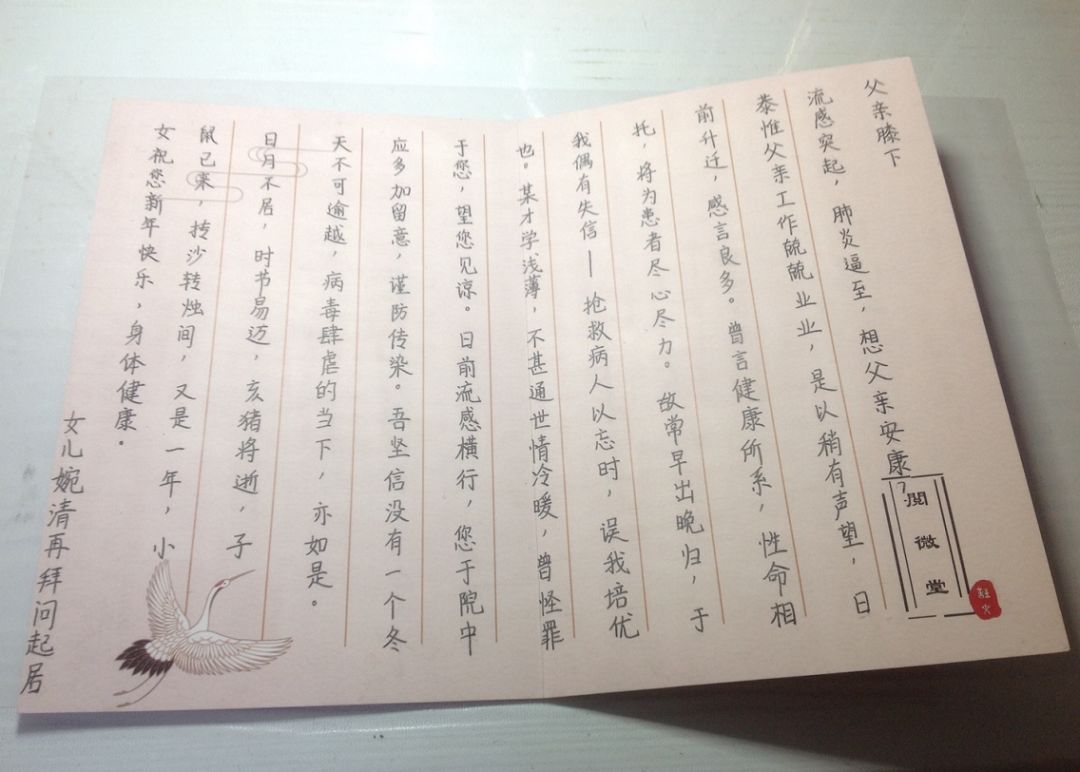 父亲膝下
流感突起，肺炎逼至，想父亲安康？
恭惟父亲工作兢兢业业，是以稍有声望，日
前升迁，感言良多。曾言健康所系，性命相
托，将为患者尽心尽力。故常早出晚归，于
我偶有失信——抢救病人以忘时，误我培优
也。某才学浅薄，不甚通世情冷暖，曾怪罪
于您，望您见谅。日前流感横行，您于院中
应多加留意，谨防传染。吾坚信没有一个冬
天不可逾越，病毒肆虐的当下，亦如是。
日月不居，时节易迈，亥猪将逝，子
鼠已来，抟沙转烛间，又是一年，小
女祝您新年快乐，身体健康。
女儿婉清再拜问起居
閲微堂